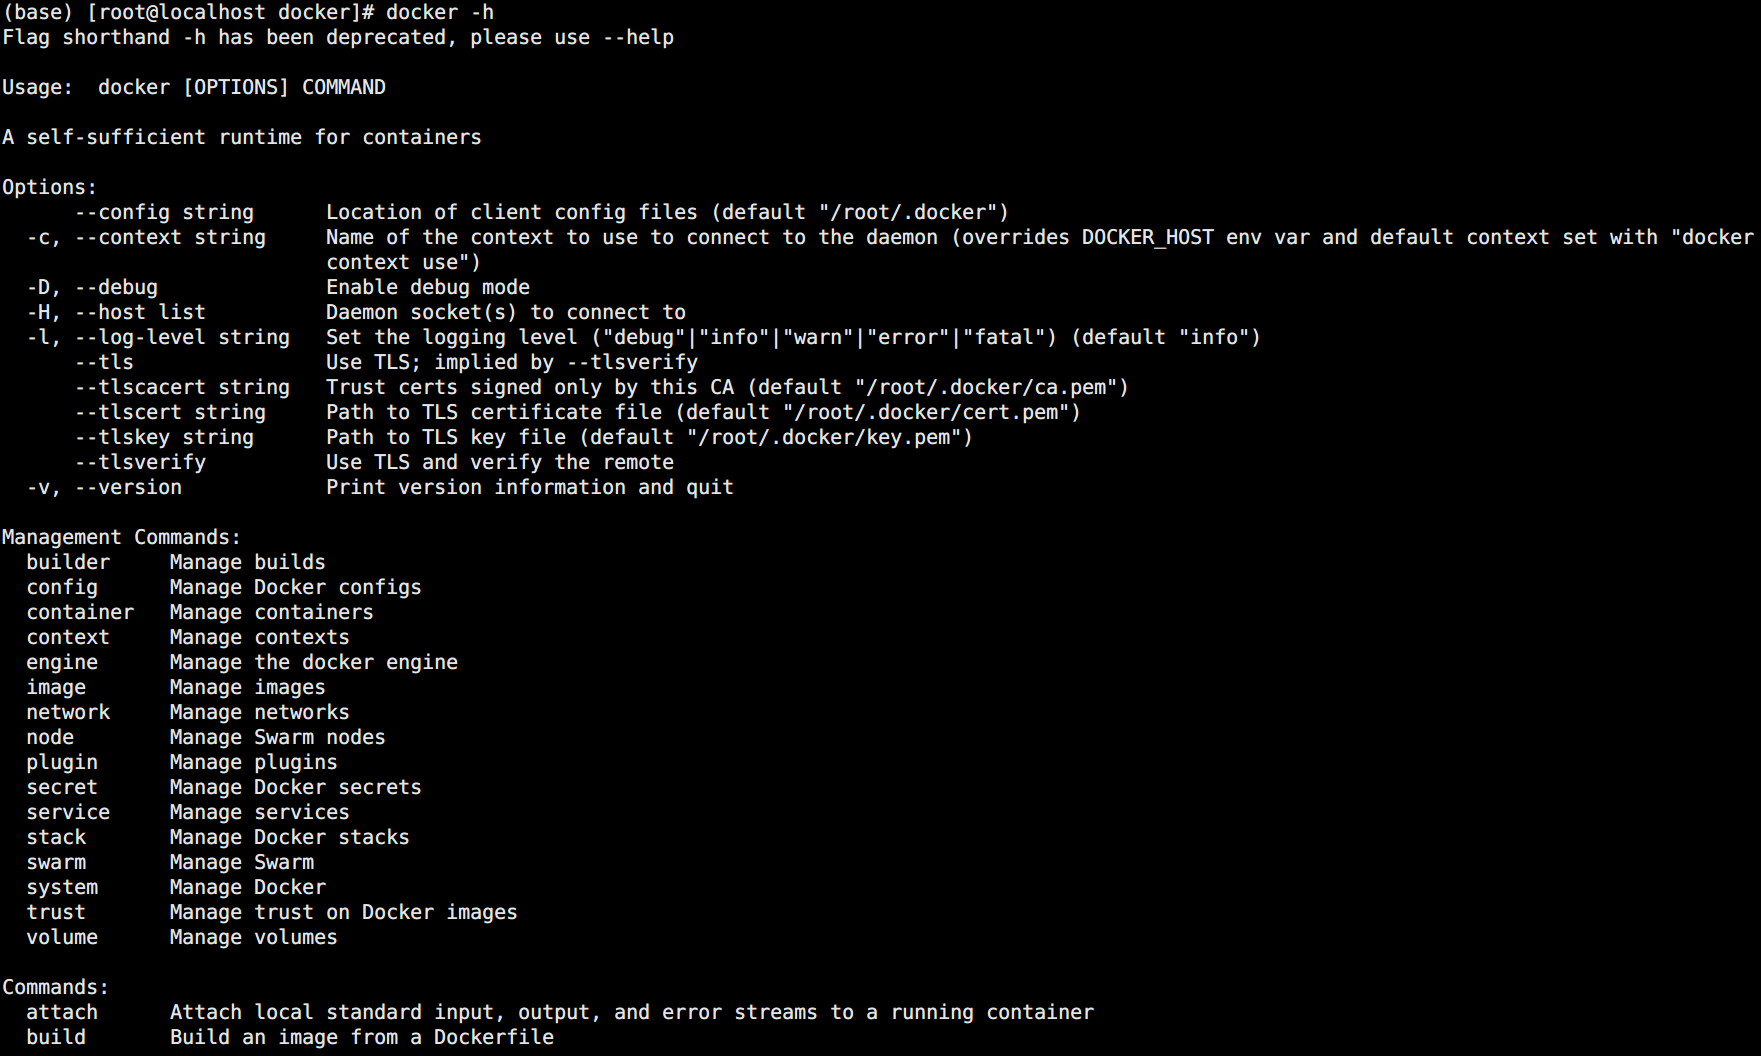 (base) [root@localhost docker]# docker -h
Flag shorthand -h has been deprecated, please use --help

Usage:  docker [OPTIONS] COMMAND

A self-sufficient runtime for containers

Options:
      --config string      Location of client config files (default "/root/.docker")
  -c, --context string     Name of the context to use to connect to the daemon (overrides DOCKER_HOST env var and default context set with "docker
                           context use")
  -D, --debug              Enable debug mode
  -H, --host list          Daemon socket(s) to connect to
  -l, --log-level string   Set the logging level ("debug"|"info"|"warn"|"error"|"fatal") (default "info")
      --tls                Use TLS; implied by --tlsverify
      --tlscacert string   Trust certs signed only by this CA (default "/root/.docker/ca.pem")
      --tlscert string     Path to TLS certificate file (default "/root/.docker/cert.pem")
      --tlskey string      Path to TLS key file (default "/root/.docker/key.pem")
      --tlsverify          Use TLS and verify the remote
  -v, --version            Print version information and quit

Management Commands:
  builder     Manage builds
  config      Manage Docker configs
  container   Manage containers
  context     Manage contexts
  engine      Manage the docker engine
  image       Manage images
  network     Manage networks
  node        Manage Swarm nodes
  plugin      Manage plugins
  secret      Manage Docker secrets
  service     Manage services
  stack       Manage Docker stacks
  swarm       Manage Swarm
  system      Manage Docker
  trust       Manage trust on Docker images
  volume      Manage volumes

Commands:
  attach      Attach local standard input, output, and error streams to a running container
  build       Build an image from a Dockerfile